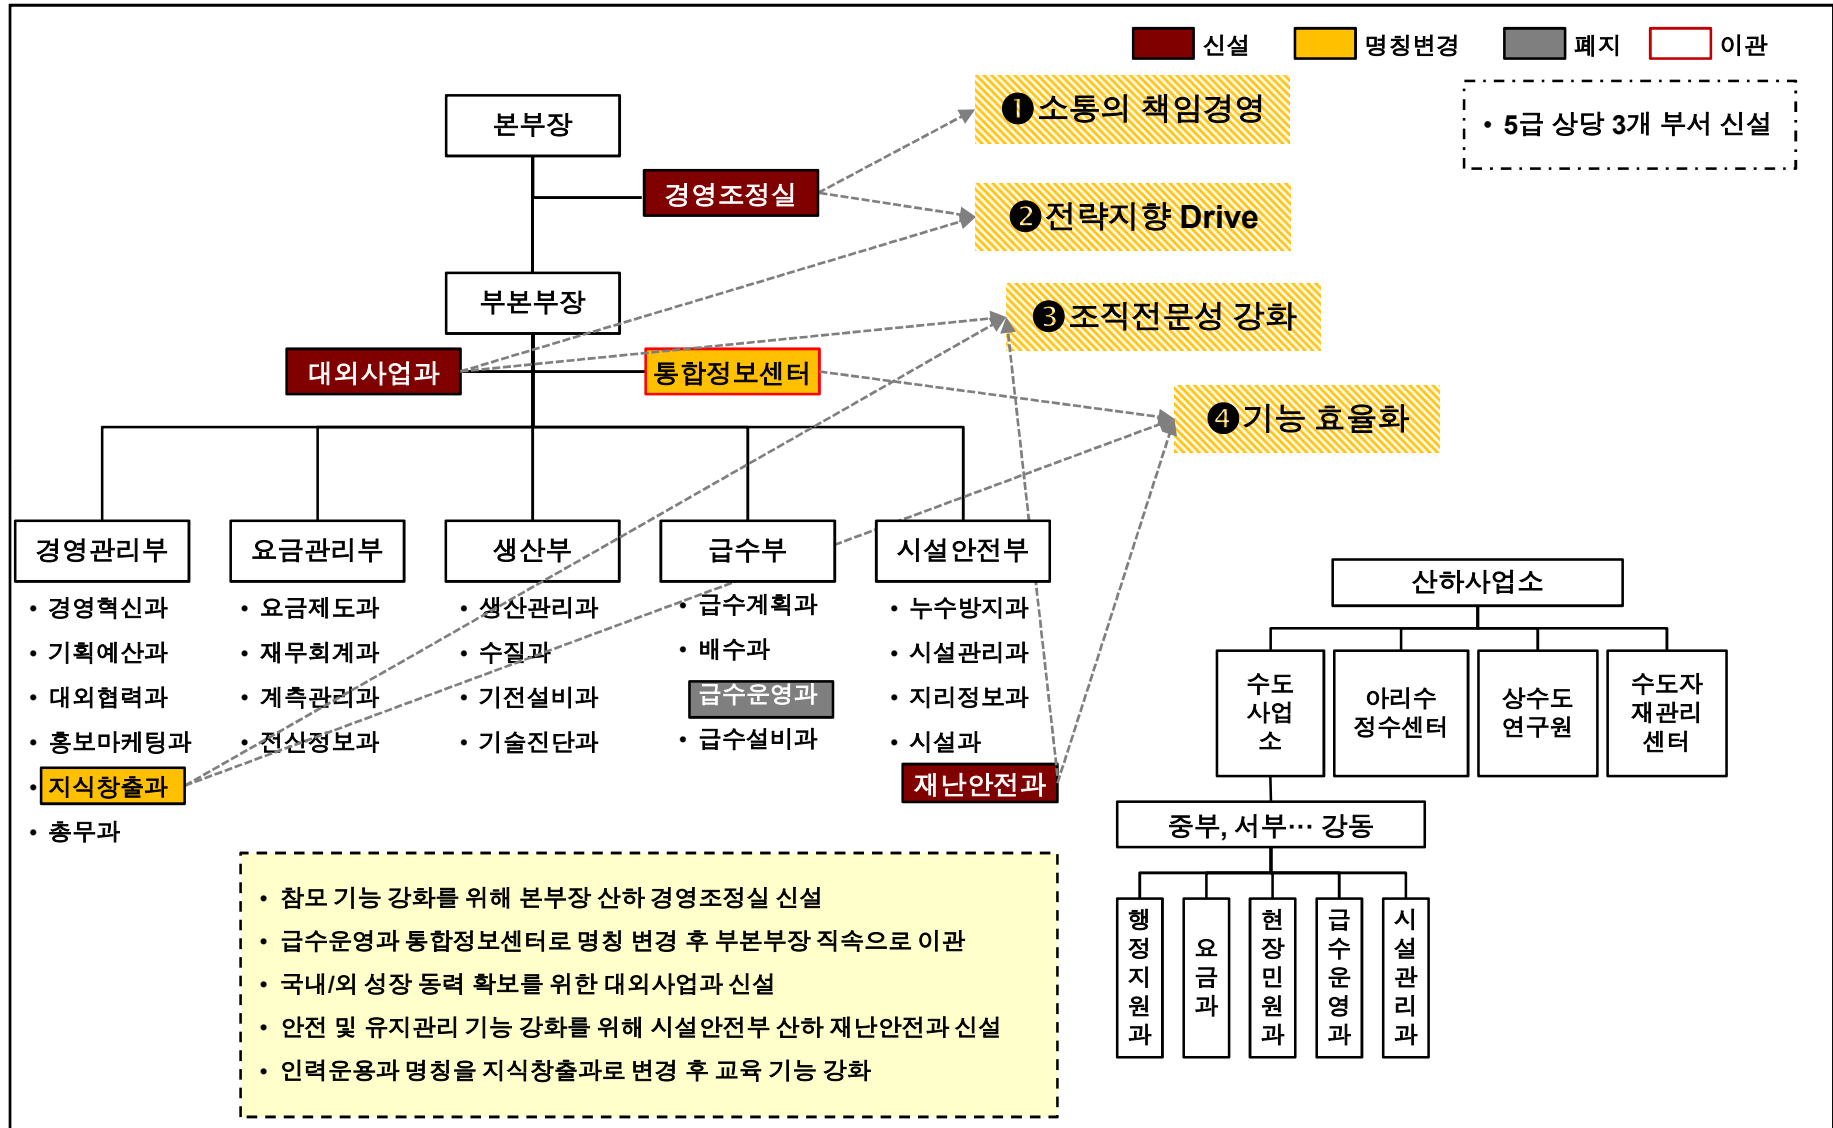 신설
명칭변경
폐지
이관
• 5급 상당 3개 부서 신설
❶소통의 책임경영
❷전략지향 Drive
❸조직전문성 강화
❹기능 효율화
본부장
경영조정실
부본부장
대외사업과
통합정보센터
경영관리부
• 경영혁신과
• 기획예산과
• 대외협력과
• 홍보마케팅과
• 지식창출과
• 총무과
요금관리부
• 요금제도과
• 재무회계과
• 계측관리과
• 전산정보과
생산부
• 생산관리과
• 수질과
• 기전설비과
• 기술진단과
급수부
• 급수계획과
• 배수과
급수운영과
• 급수설비과
시설안전부
• 누수방지과
• 시설관리과
• 지리정보과
• 시설과
재난안전과
산하사업소
수도
사업
소
아리수
정수센터
상수도
연구원
수도자
재관리
센터
중부, 서부… 강동
행정지원과
요금과
현장민원과
급수운영과
시설관리과
• 참모 기능 강화를 위해 본부장 산하 경영조정실 신설
• 급수운영과 통합정보센터로 명칭 변경 후 부본부장 직속으로 이관
• 국내/외 성장 동력 확보를 위한 대외사업과 신설
• 안전 및 유지관리 기능 강화를 위해 시설안전부 산하 재난안전과 신설
• 인력운용과 명칭을 지식창출과로 변경 후 교육 기능 강화